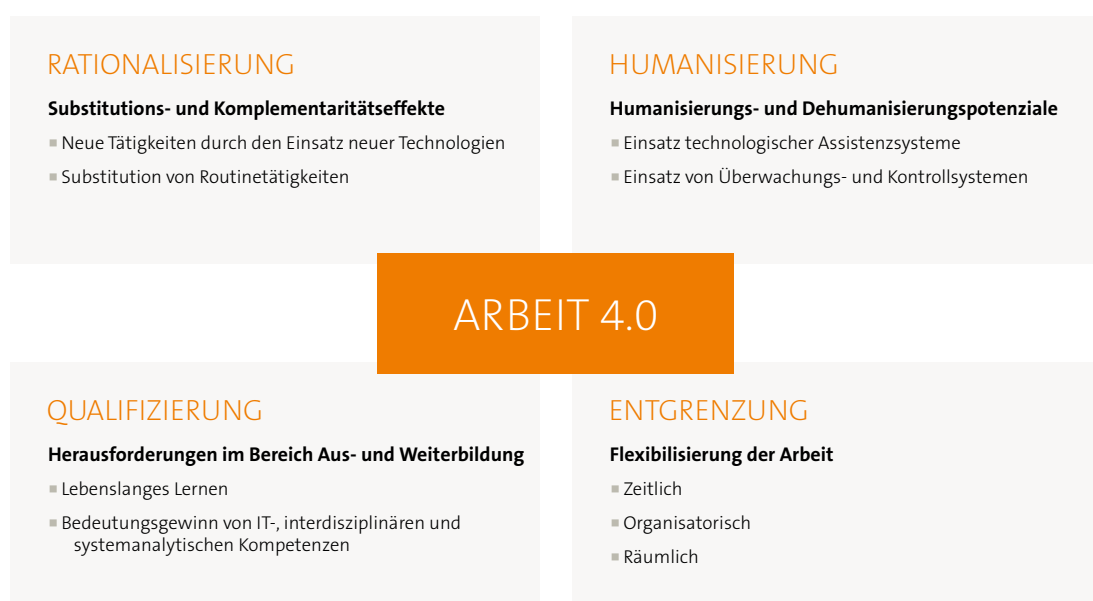 RATIONALISIERUNG
Substitutions- und Komplementaritätseffekte
▪ Neue Tätigkeiten durch den Einsatz neuer Technologien
▪ Substitution von Routinetätigkeiten
HUMANISIERUNG
Humanisierungs- und Dehumanisierungspotenziale
▪ Einsatz technologischer Assistenzsysteme
▪ Einsatz von Überwachungs- und Kontrollsystemen
ARBEIT 4.0
QUALIFIZIERUNG
Herausforderungen im Bereich Aus- und Weiterbildung
▪ Lebenslanges Lernen
▪ Bedeutungsgewinn von IT-, interdisziplinären und
systemanalytischen Kompetenzen
ENTGRENZUNG
Flexibilisierung der Arbeit
▪ Zeitlich
▪ Organisatorisch
▪ Räumlich